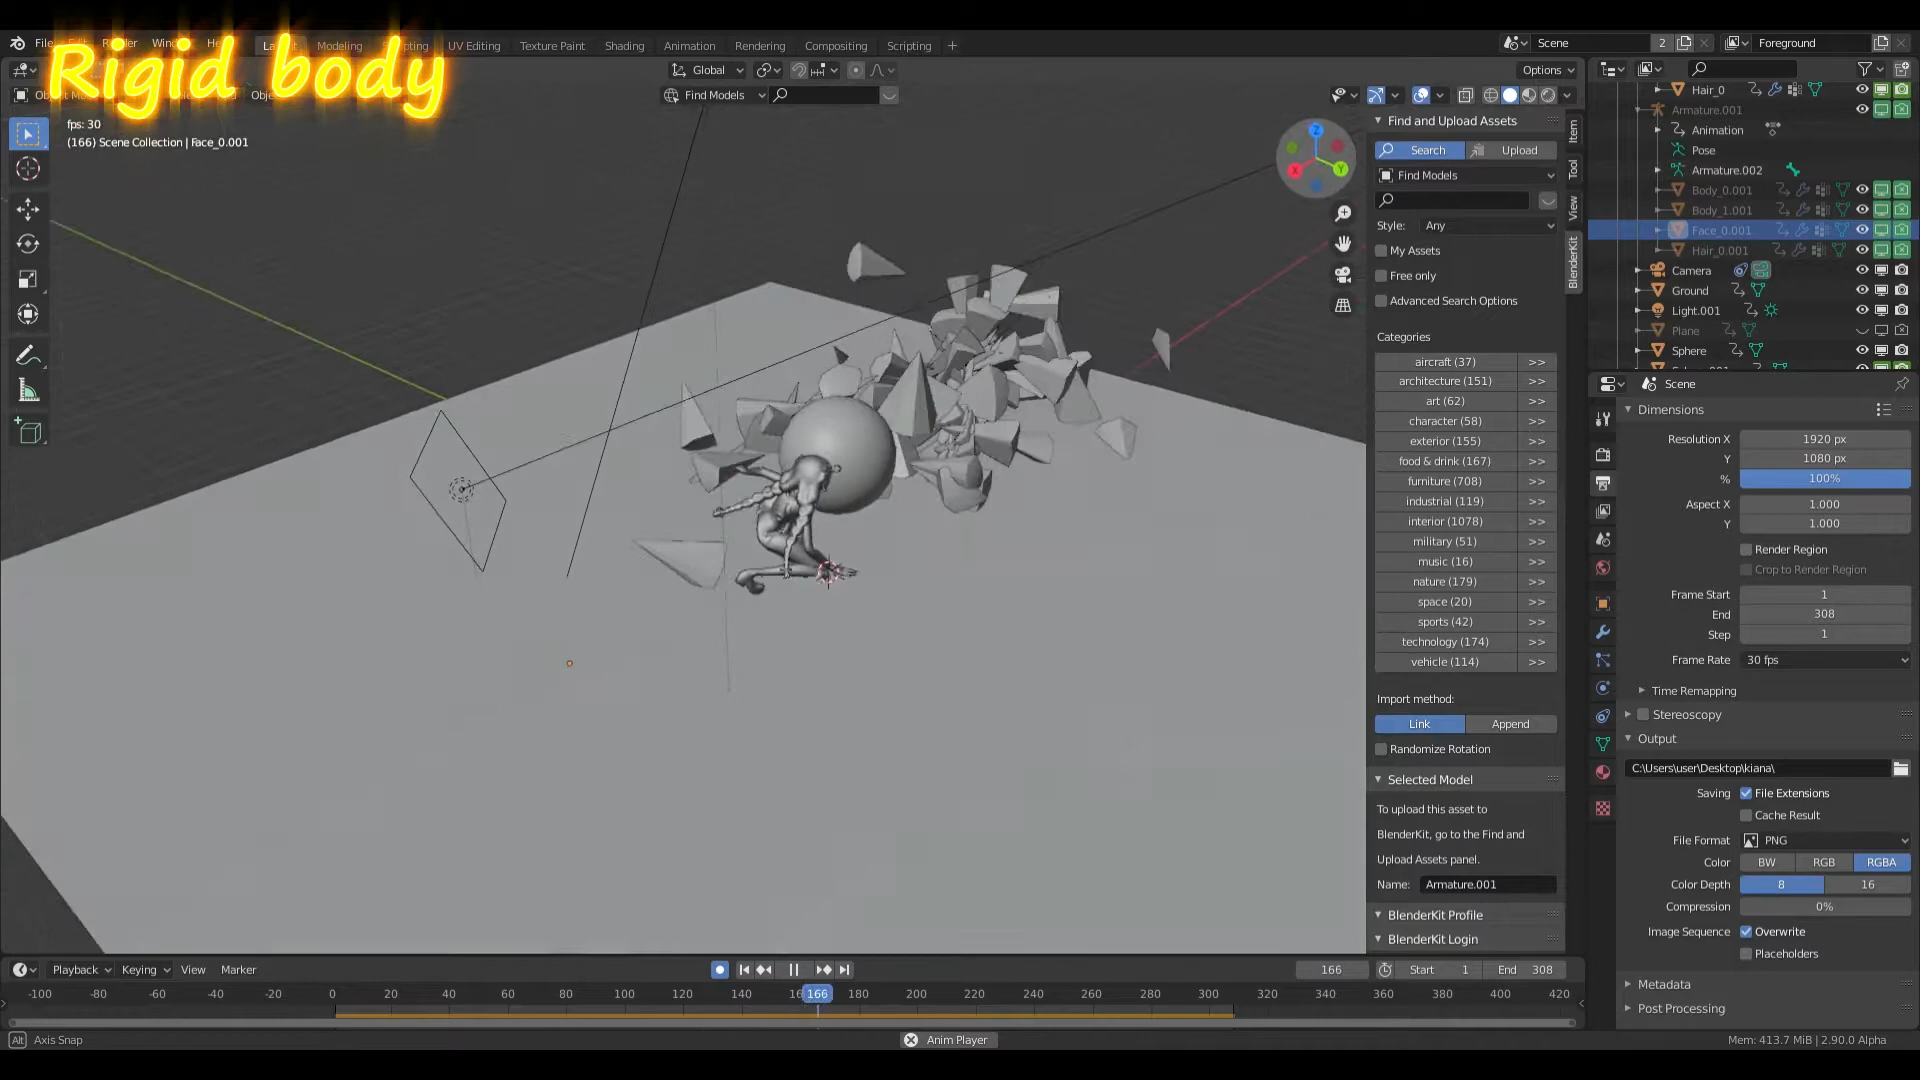 Rigid body
File
Render
Wind
He
La
Modeling
Sculpting
UV Editing
Texture Paint
Shading
Animation
Rendering
Compositing
Scripting
+
Scene
2
Foreground
Global
Options
Find Models
Obje
fps: 30
(166) Scene Collection | Face_0.001
Z
X
Y
Find and Upload Assets
Search
Upload
Find Models
Style:
Any
My Assets
Free only
Advanced Search Options
Categories
aircraft (37) >>
architecture (151) >>
art (62) >>
character (58) >>
exterior (155) >>
food & drink (167) >>
furniture (708) >>
industrial (119) >>
interior (1078) >>
military (51) >>
music (16) >>
nature (179) >>
space (20) >>
sports (42) >>
technology (174) >>
vehicle (114) >>
Import method:
Link
Append
Randomize Rotation
Selected Model
To upload this asset to
BlenderKit, go to the Find and
Upload Assets panel.
Name: Armature.001
BlenderKit Profile
BlenderKit Login
Item
Tool
View
BlenderKit
Hair_0
Armature.001
Animation
Pose
Armature.002
Body_0.001
Body_1.001
Face_0.001
Hair_0.001
Camera
Ground
Light.001
Plane
Sphere
Scene
Dimensions
Resolution X 1920 px
Y 1080 px
% 100%
Aspect X 1.000
Y 1.000
Render Region
Crop to Render Region
Frame Start 1
End 308
Step 1
Frame Rate 30 fps
Time Remapping
Stereoscopy
Output
C:\Users\user\Desktop\kiana\
Saving File Extensions
Cache Result
File Format PNG
Color BW RGB RGBA
Color Depth 8 16
Compression 0%
Image Sequence Overwrite
Placeholders
Metadata
Post Processing
Playback
Keying
View
Marker
166
Start 1
End 308
-100 -80 -60 -40 -20 0 20 40 60 80 100 120 140 16 166 180 200 220 240 260 280 300 320 340 360 380 400 420
Alt Axis Snap
Anim Player
Mem: 413.7 MiB | 2.90.0 Alpha